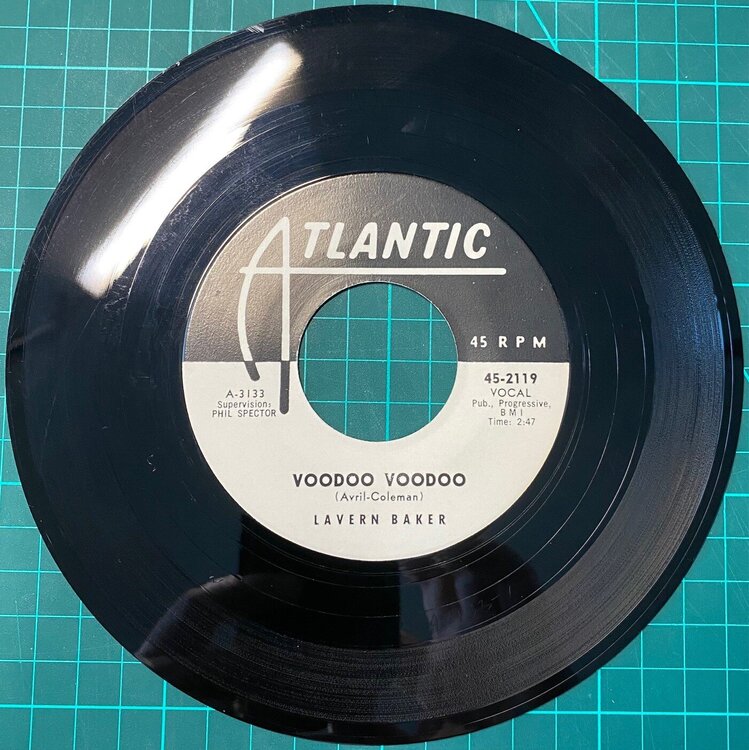 ATLANTIC
45 RPM
A-3133
Supervision:
PHIL SPECTOR
45-2119
VOCAL
Pub., Progressive,
BMI
Time: 2:47
VOODOO VOODOO
(Avril-Coleman)
LAVERN BAKER